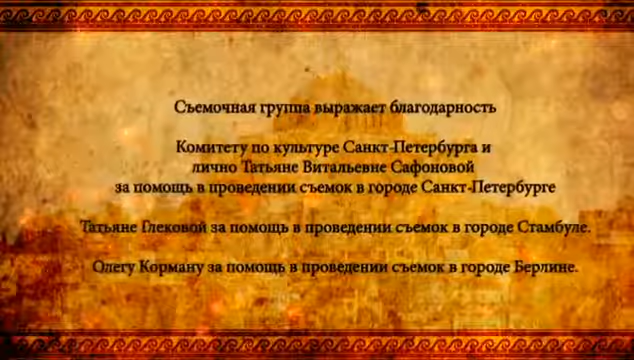 Съемочная группа выражает благодарность
Комитету по культуре Санкт-Петербурга и
лично Татьяне Витальевне Сафоновой
за помощь в проведении съемок в городе Санкт-Петербурге
Татьяне Глековой за помощь в проведении съемок в городе Стамбуле.
Олегу Корману за помощь в проведении съемок в городе Берлине.